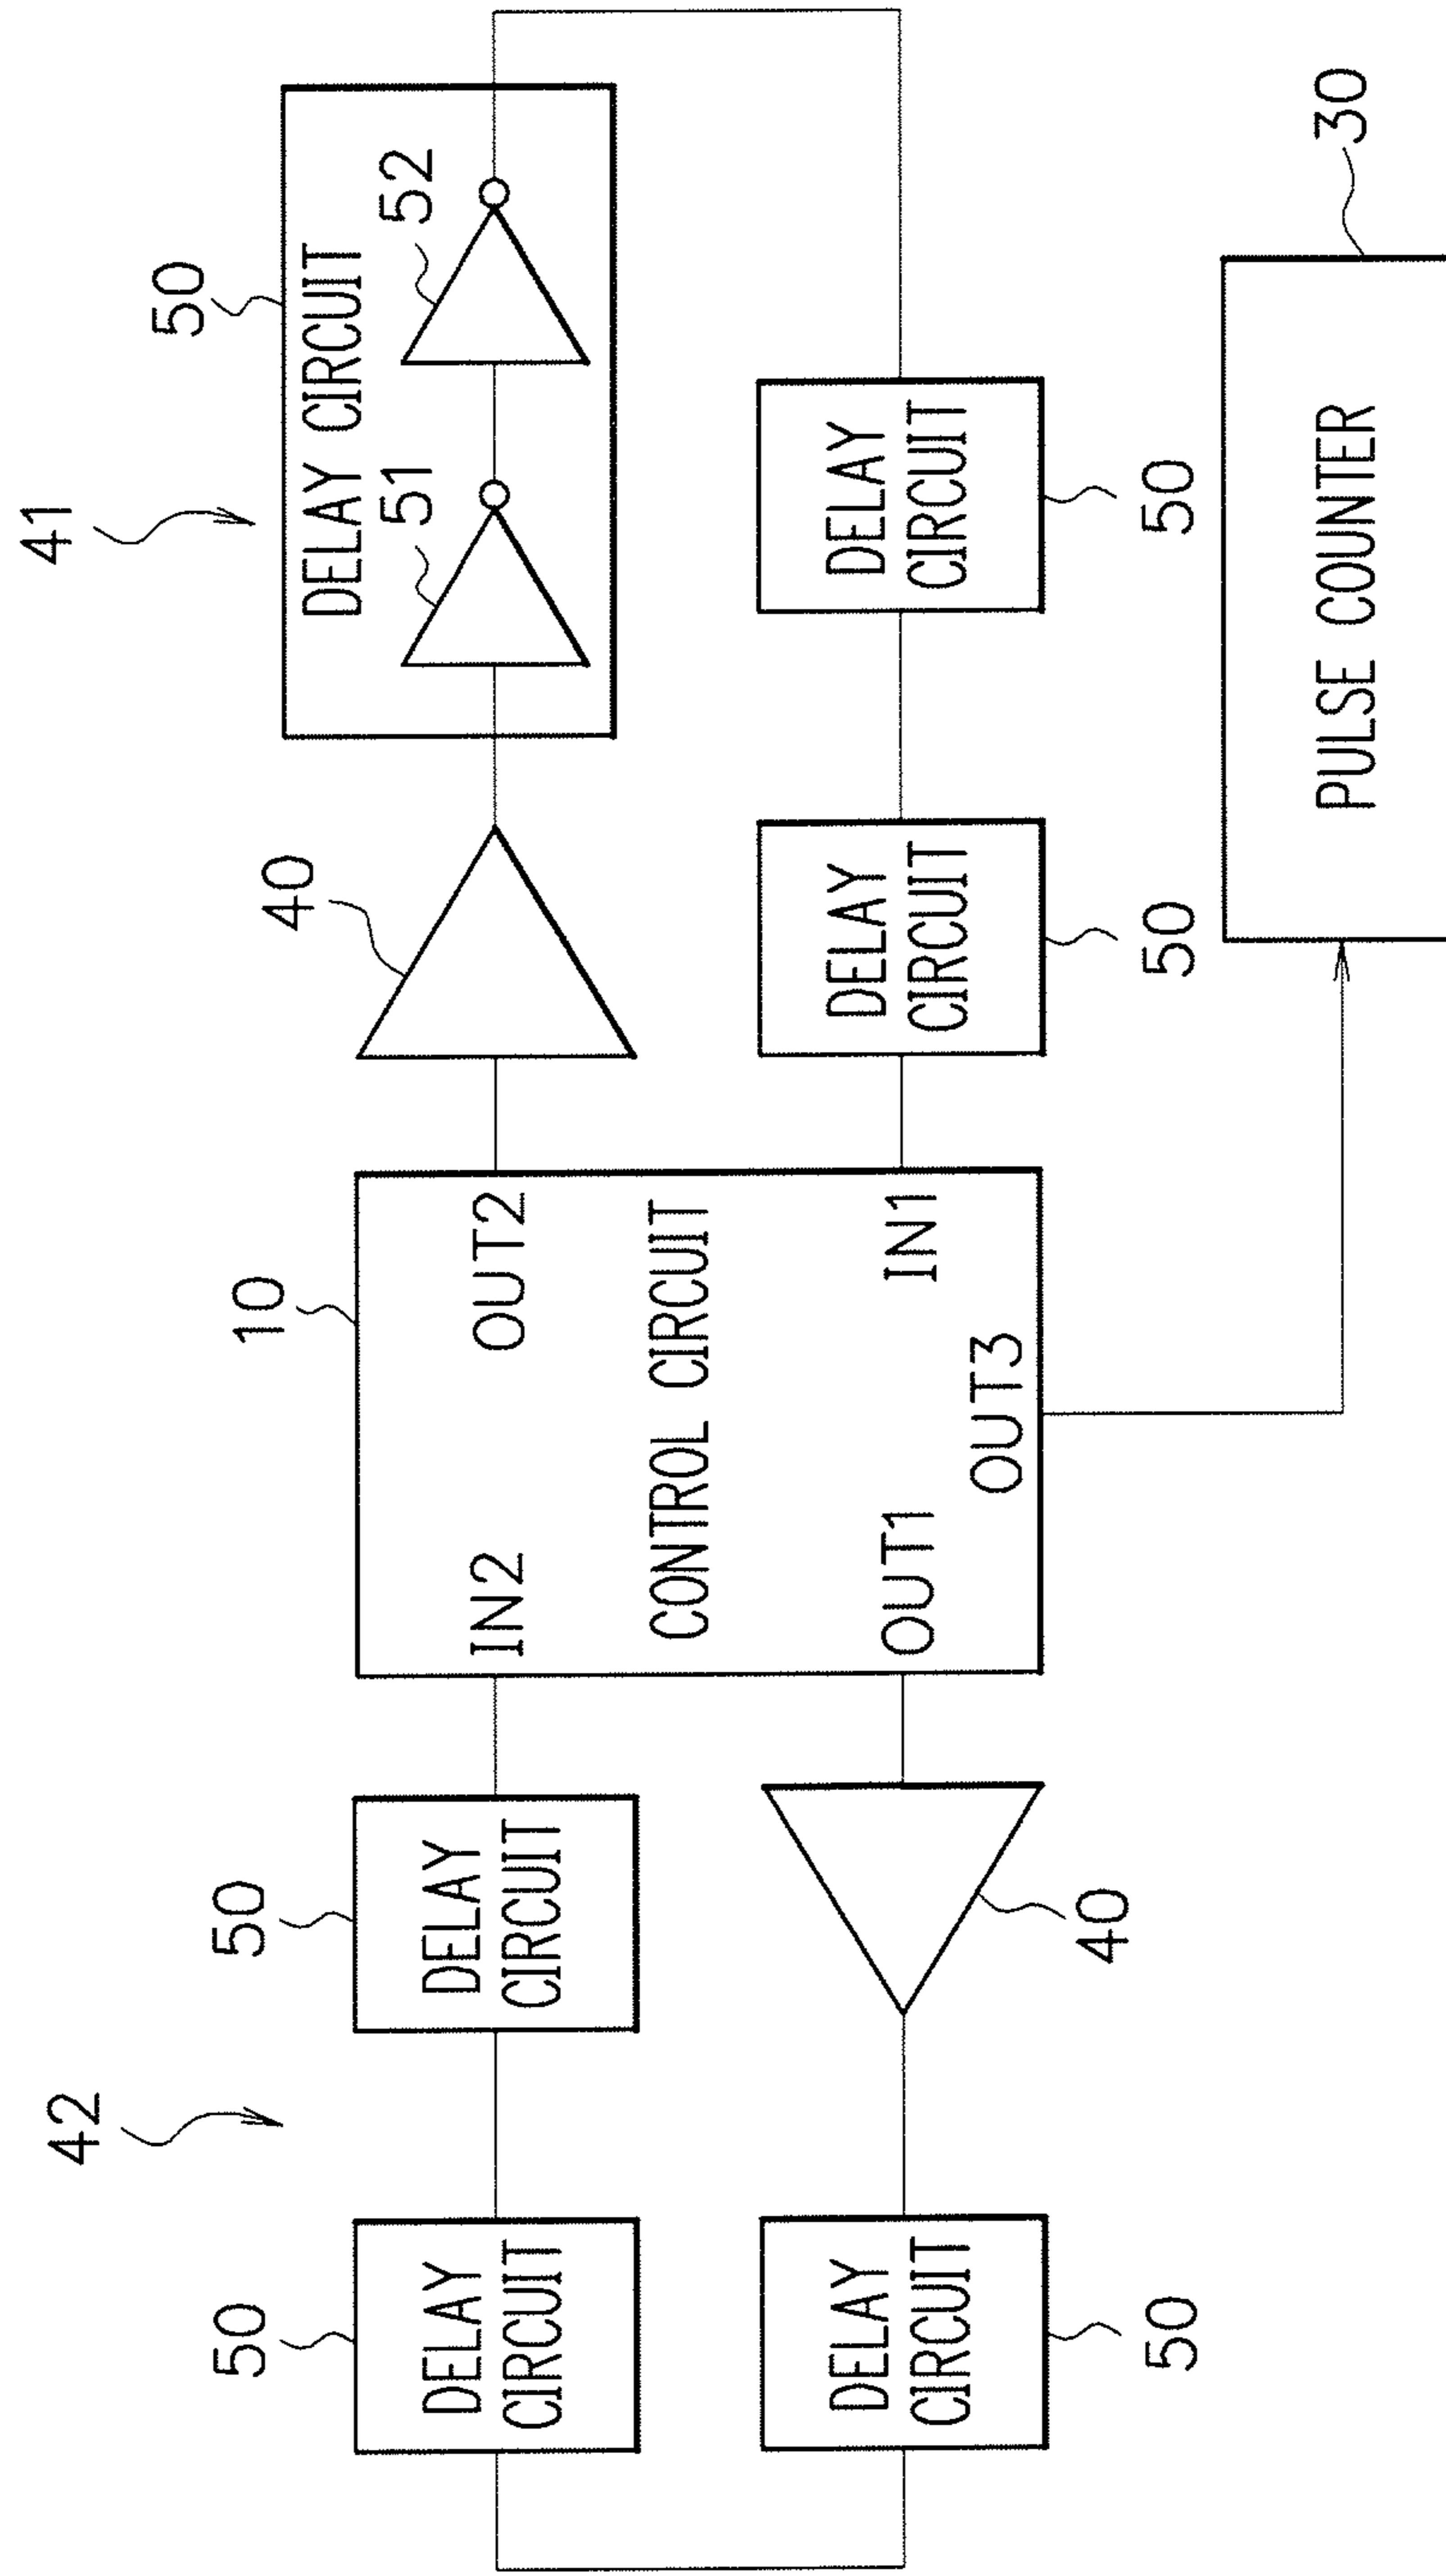 42
50
DELAY
CIRCUIT
50
DELAY
CIRCUIT
DELAY
CIRCUIT
50
40
10
IN2
OUT2
CONTROL CIRCUIT
OUT1
IN1
OUT3
40
41
50
DELAY CIRCUIT
51
52
DELAY
CIRCUIT
50
DELAY
CIRCUIT
50
PULSE COUNTER
30